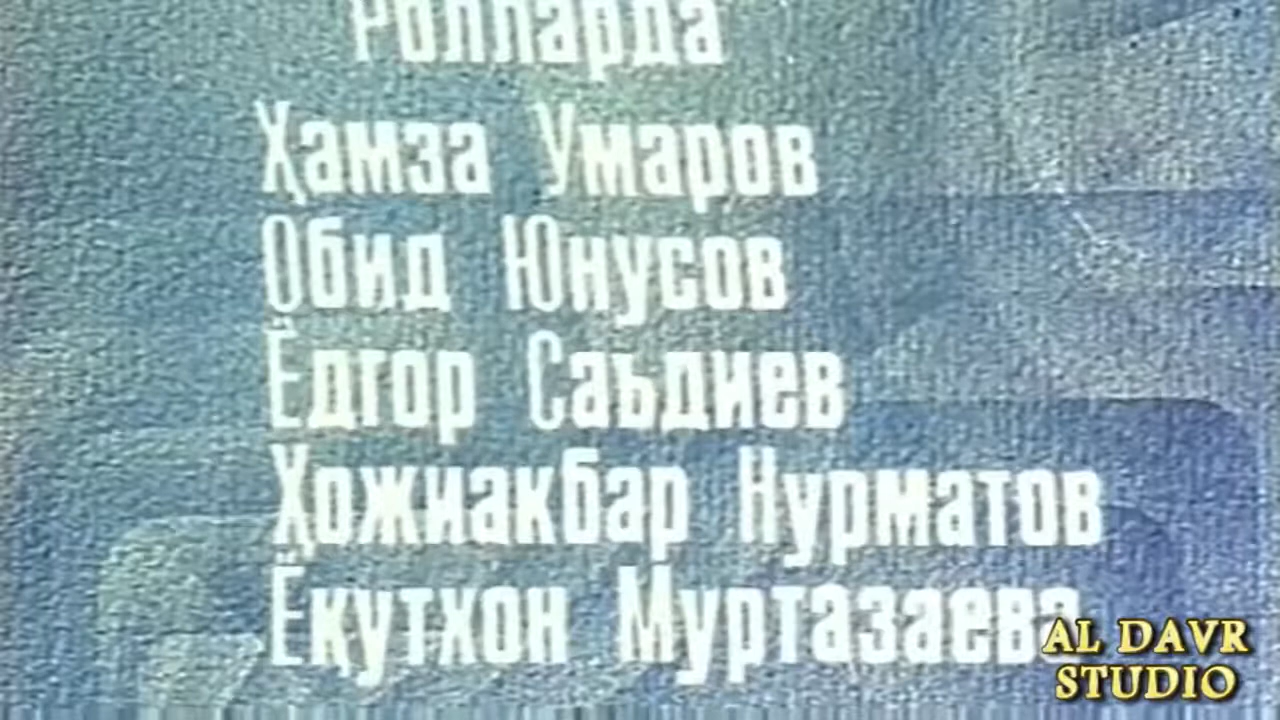 Ролларда
Ҳамза Умаров
Обид Юнусов
Ёдгор Саъдиев
Ҳожиакбар Нурматов
Ёқутхон Муртазаева
AL DAVR
STUDIO